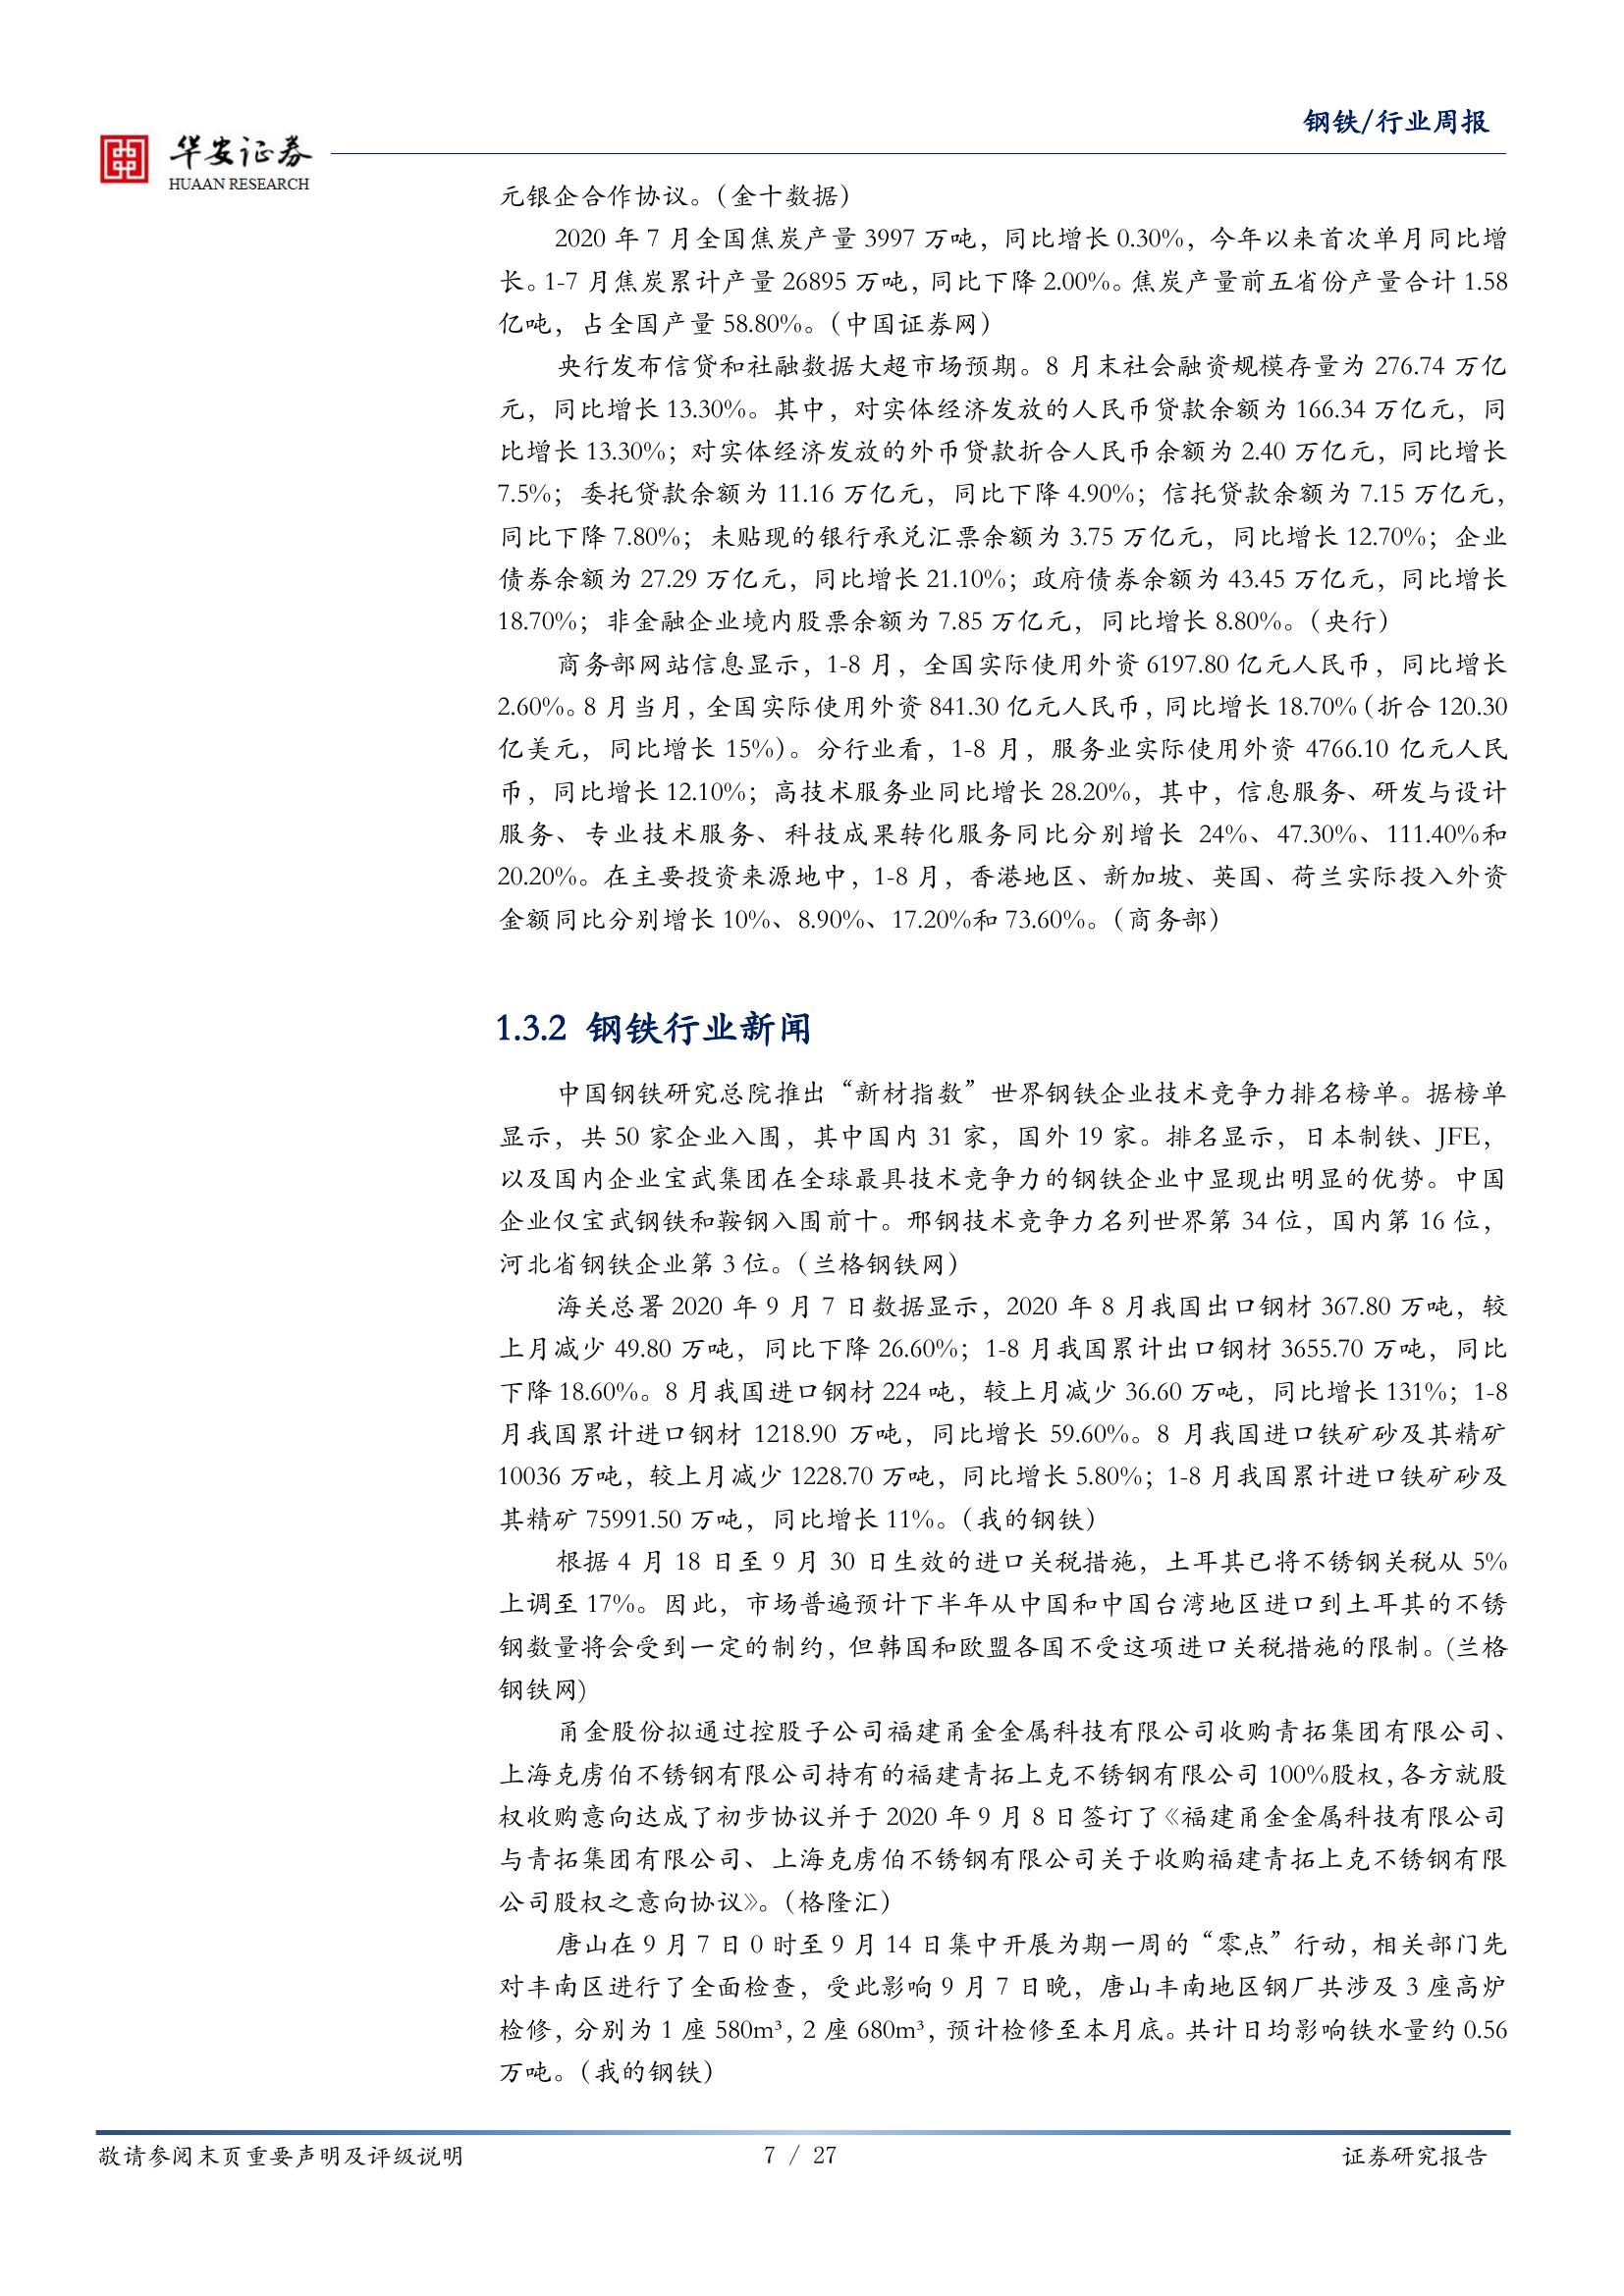 钢铁/行业周报
华安证券
HUAAN RESEARCH
元银企合作协议。（金十数据）
2020 年 7 月全国焦炭产量 3997 万吨，同比增长 0.30%，今年以来首次单月同比增
长。1-7 月焦炭累计产量 26895 万吨，同比下降 2.00%。焦炭产量前五省份产量合计 1.58
亿吨，占全国产量 58.80%。（中国证券网）
央行发布信贷和社融数据大超市场预期。8 月末社会融资规模存量为 276.74 万亿
元，同比增长 13.30%。其中，对实体经济发放的人民币贷款余额为 166.34 万亿元，同
比增长 13.30%；对实体经济发放的外币贷款折合人民币余额为 2.40 万亿元，同比增长
7.5%；委托贷款余额为 11.16 万亿元，同比下降 4.90%；信托贷款余额为 7.15 万亿元，
同比下降 7.80%；未贴现的银行承兑汇票余额为 3.75 万亿元，同比增长 12.70%；企业
债券余额为 27.29 万亿元，同比增长 21.10%；政府债券余额为 43.45 万亿元，同比增长
18.70%；非金融企业境内股票余额为 7.85 万亿元，同比增长 8.80%。（央行）
商务部网站信息显示，1-8 月，全国实际使用外资 6197.80 亿元人民币，同比增长
2.60%。8 月当月，全国实际使用外资 841.30 亿元人民币，同比增长 18.70%（折合 120.30
亿美元，同比增长 15%）。分行业看，1-8 月，服务业实际使用外资 4766.10 亿元人民
币，同比增长 12.10%；高技术服务业同比增长 28.20%，其中，信息服务、研发与设计
服务、专业技术服务、科技成果转化服务同比分别增长 24%、47.30%、111.40%和
20.20%。在主要投资来源地中，1-8 月，香港地区、新加坡、英国、荷兰实际投入外资
金额同比分别增长 10%、8.90%、17.20%和 73.60%。（商务部）
1.3.2 钢铁行业新闻
中国钢铁研究总院推出“新材指数”世界钢铁企业技术竞争力排名榜单。据榜单
显示，共 50 家企业入围，其中国内 31 家，国外 19 家。排名显示，日本制铁、JFE，
以及国内企业宝武集团在全球最具技术竞争力的钢铁企业中显现出明显的优势。中国
企业仅宝武钢铁和鞍钢入围前十。邢钢技术竞争力名列世界第 34 位，国内第 16 位，
河北省钢铁企业第 3 位。（兰格钢铁网）
海关总署 2020 年 9 月 7 日数据显示，2020 年 8 月我国出口钢材 367.80 万吨，较
上月减少 49.80 万吨，同比下降 26.60%；1-8 月我国累计出口钢材 3655.70 万吨，同比
下降 18.60%。8 月我国进口钢材 224 吨，较上月减少 36.60 万吨，同比增长 131%；1-8
月我国累计进口钢材 1218.90 万吨，同比增长 59.60%。8 月我国进口铁矿砂及其精矿
10036 万吨，较上月减少 1228.70 万吨，同比增长 5.80%；1-8 月我国累计进口铁矿砂及
其精矿 75991.50 万吨，同比增长 11%。（我的钢铁）
根据 4 月 18 日至 9 月 30 日生效的进口关税措施，土耳其已将不锈钢关税从 5%
上调至 17%。因此，市场普遍预计下半年从中国和中国台湾地区进口到土耳其的不锈
钢数量将会受到一定的制约，但韩国和欧盟各国不受这项进口关税措施的限制。(兰格
钢铁网)
甬金股份拟通过控股子公司福建甬金金属科技有限公司收购青拓集团有限公司、
上海克虏伯不锈钢有限公司持有的福建青拓上克不锈钢有限公司 100%股权，各方就股
权收购意向达成了初步协议并于 2020 年 9 月 8 日签订了《福建甬金金属科技有限公司
与青拓集团有限公司、上海克虏伯不锈钢有限公司关于收购福建青拓上克不锈钢有限
公司股权之意向协议》。（格隆汇）
唐山在 9 月 7 日 0 时至 9 月 14 日集中开展为期一周的“零点”行动，相关部门先
对丰南区进行了全面检查，受此影响 9 月 7 日晚，唐山丰南地区钢厂共涉及 3 座高炉
检修，分别为 1 座 580m³，2 座 680m³，预计检修至本月底。共计日均影响铁水量约 0.56
万吨。（我的钢铁）
敬请参阅末页重要声明及评级说明
7 / 27
证券研究报告